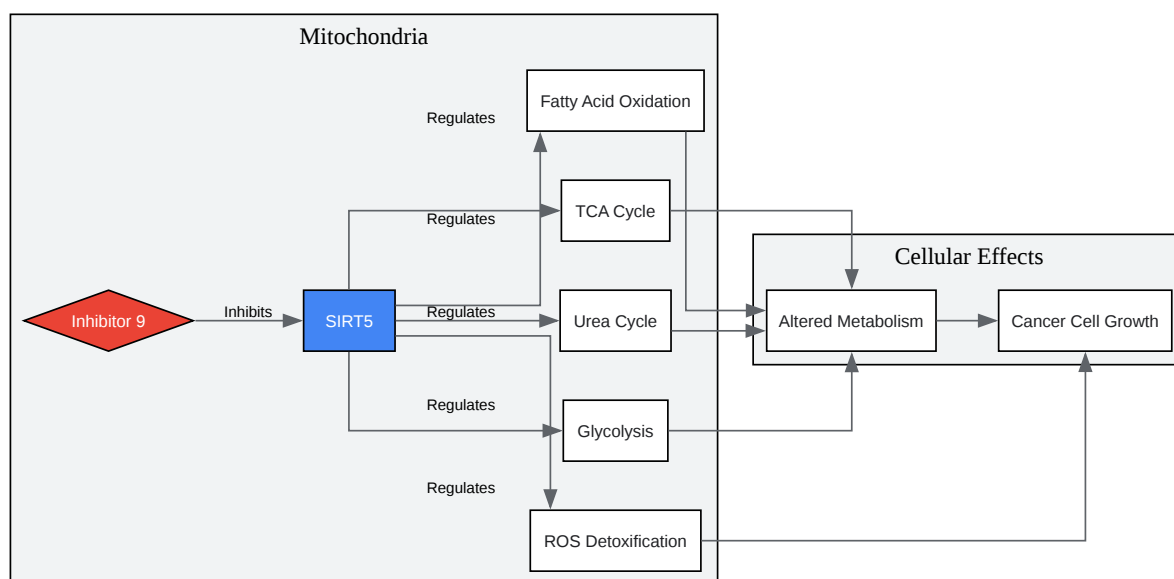 Mitochondria
Fatty Acid Oxidation
Regulates
TCA Cycle
Regulates
Cellular Effects
Inhibitor 9
Inhibits
SIRT5
Regulates
Urea Cycle
Altered Metabolism
Cancer Cell Growth
Regulates
Glycolysis
Regulates
ROS Detoxification